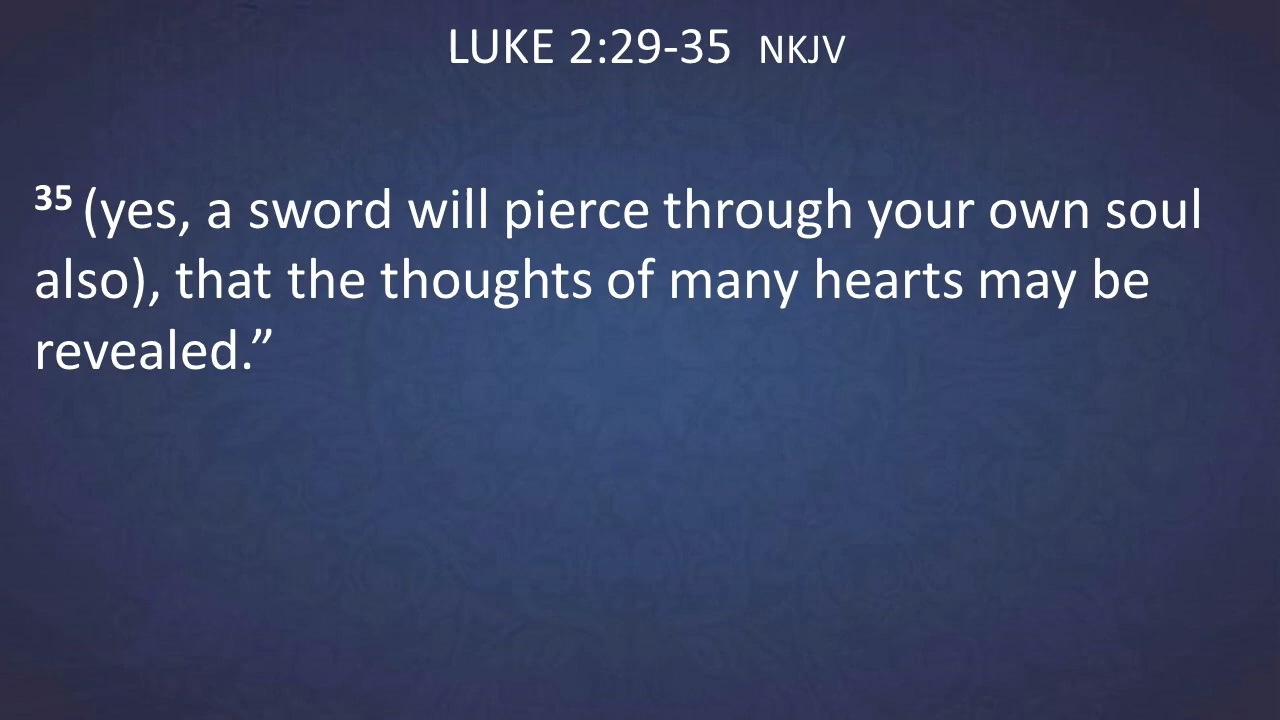 LUKE 2:29-35 NKJV
35 (yes, a sword will pierce through your own soul
also), that the thoughts of many hearts may be
revealed.”